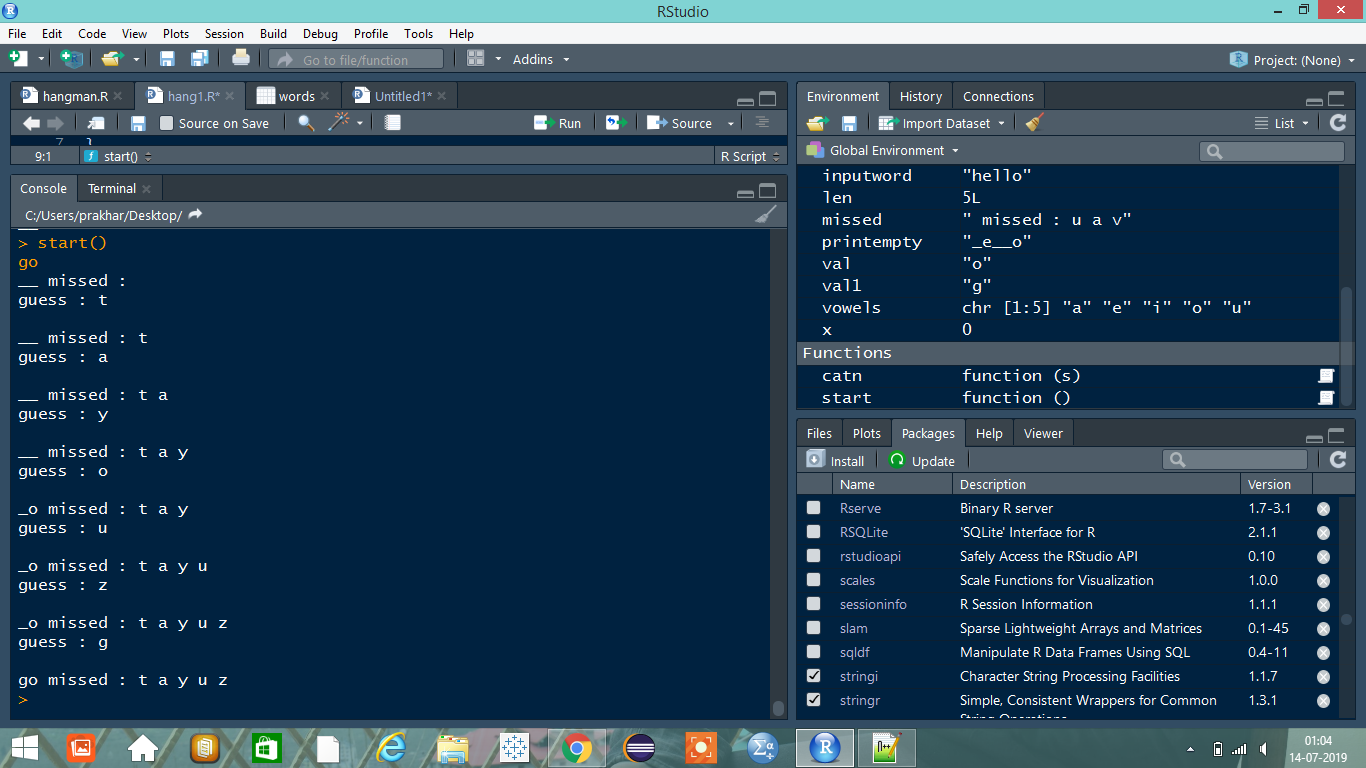 RStudio
File Edit Code View Plots Session Build Debug Profile Tools Help
Go to file/function Addins Project: (None)
hangman.R hang1.R* words Untitled1*
Source on Save Run Source
7 }
9:1 start() R Script
Console Terminal
C:/Users/prakhar/Desktop/
> start()
go
__ missed :
guess : t
__ missed : t
guess : a
__ missed : t a
guess : y
__ missed : t a y
guess : o
_o missed : t a y
guess : u
_o missed : t a y u
guess : z
_o missed : t a y u z
guess : g
go missed : t a y u z
>
Environment History Connections
Import Dataset List
Global Environment
inputword "hello"
len 5L
missed " missed : u a v"
printempty "_e__o"
val "o"
val1 "g"
vowels chr [1:5] "a" "e" "i" "o" "u"
x 0
Functions
catn function (s)
start function ()
Files Plots Packages Help Viewer
Install Update
Name Description Version
Rserve Binary R server 1.7-3.1
RSQLite 'SQLite' Interface for R 2.1.1
rstudioapi Safely Access the RStudio API 0.10
scales Scale Functions for Visualization 1.0.0
sessioninfo R Session Information 1.1.1
slam Sparse Lightweight Arrays and Matrices 0.1-45
sqldf Manipulate R Data Frames Using SQL 0.4-11
stringi Character String Processing Facilities 1.1.7
stringr Simple, Consistent Wrappers for Common 1.3.1
String Operations
01:04
14-07-2019